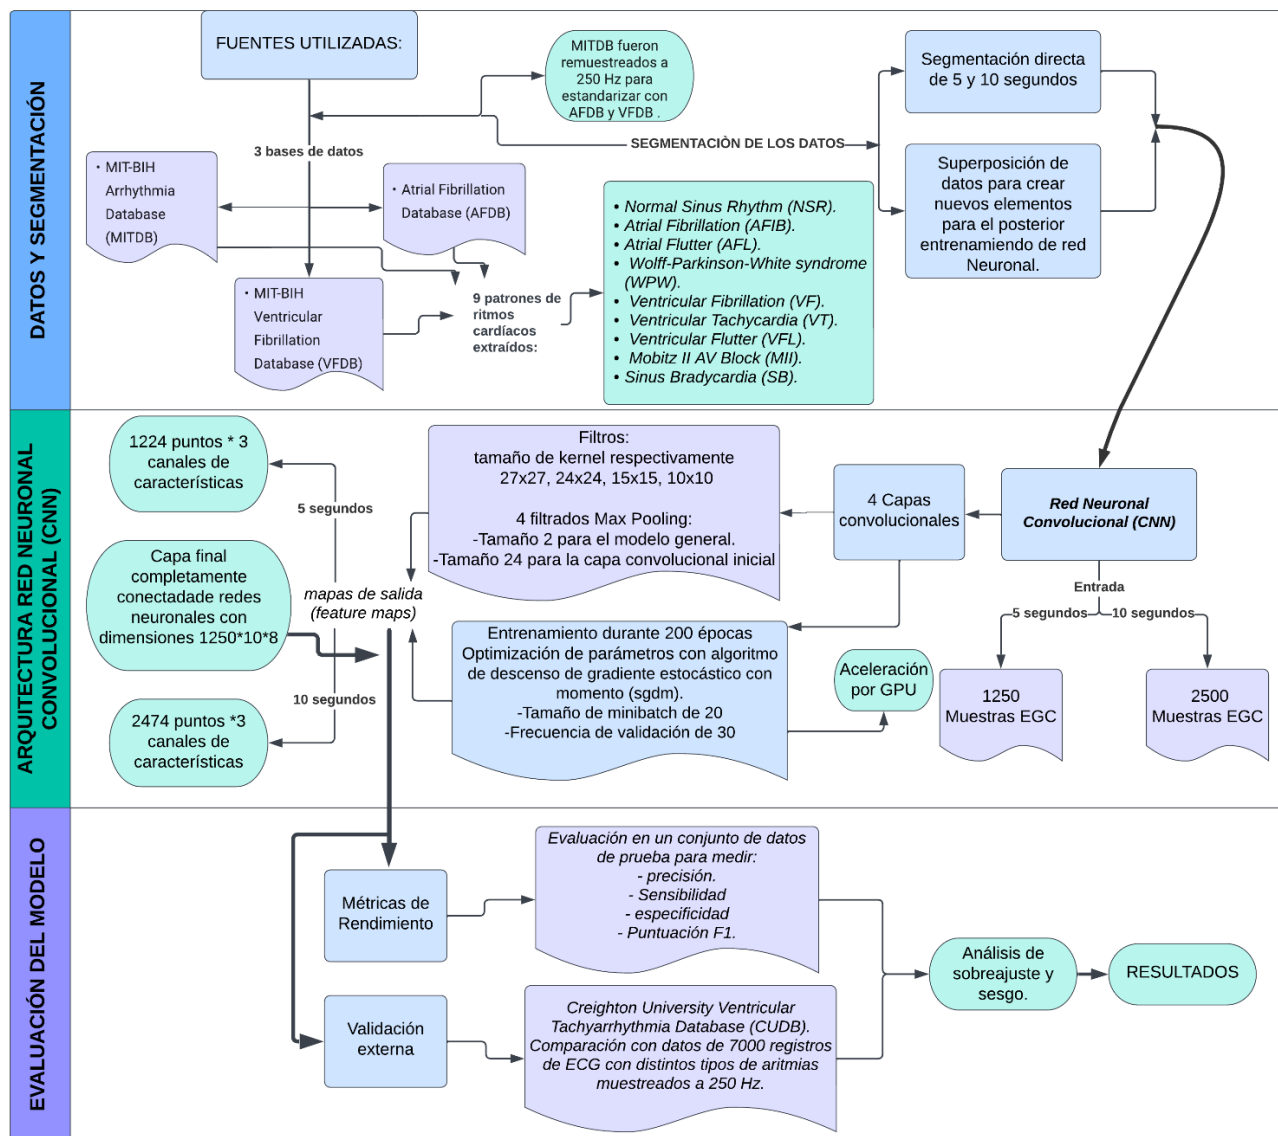 DATOS Y SEGMENTACIÓN
FUENTES UTILIZADAS:
MITDB fueron
remuestreados a
250 Hz para
estandarizar con
AFDB y VFDB .
Segmentación directa
de 5 y 10 segundos
3 bases de datos
SEGMENTACIÒN DE LOS DATOS
• MIT-BIH
Arrhythmia
Database
(MITDB)
• Atrial Fibrillation
Database (AFDB)
Superposición de
datos para crear
nuevos elementos
para el posterior
entrenamiendo de red
Neuronal.
• MIT-BIH
Ventricular
Fibrillation
Database (VFDB)
9 patrones de
ritmos
cardíacos
extraídos:
• Normal Sinus Rhythm (NSR).
• Atrial Fibrillation (AFIB).
• Atrial Flutter (AFL).
• Wolff-Parkinson-White syndrome
(WPW).
• Ventricular Fibrillation (VF).
• Ventricular Tachycardia (VT).
• Ventricular Flutter (VFL).
• Mobitz II AV Block (MII).
• Sinus Bradycardia (SB).
ARQUITECTURA RED NEURONAL
CONVOLUCIONAL (CNN)
1224 puntos * 3
canales de
características
5 segundos
Capa final
completamente
conectadade redes
neuronales con
dimensiones 1250*10*8
mapas de salida
(feature maps)
10 segundos
2474 puntos *3
canales de
características
Filtros:
tamaño de kernel respectivamente
27x27, 24x24, 15x15, 10x10
4 filtrados Max Pooling:
-Tamaño 2 para el modelo general.
-Tamaño 24 para la capa convolucional inicial
4 Capas
convolucionales
Red Neuronal
Convolucional (CNN)
Entrada
5 segundos
10 segundos
1250
Muestras EGC
2500
Muestras EGC
Entrenamiento durante 200 épocas
Optimización de parámetros con algoritmo
de descenso de gradiente estocástico con
momento (sgdm).
-Tamaño de minibatch de 20
-Frecuencia de validación de 30
Aceleración
por GPU
EVALUACIÓN DEL MODELO
Métricas de
Rendimiento
Evaluación en un conjunto de datos
de prueba para medir:
- precisión.
- Sensibilidad
- especificidad
- Puntuación F1.
Validación
externa
Creighton University Ventricular
Tachyarrhythmia Database (CUDB).
Comparación con datos de 7000 registros
de ECG con distintos tipos de aritmias
muestreados a 250 Hz.
Análisis de
sobreajuste y
sesgo.
RESULTADOS